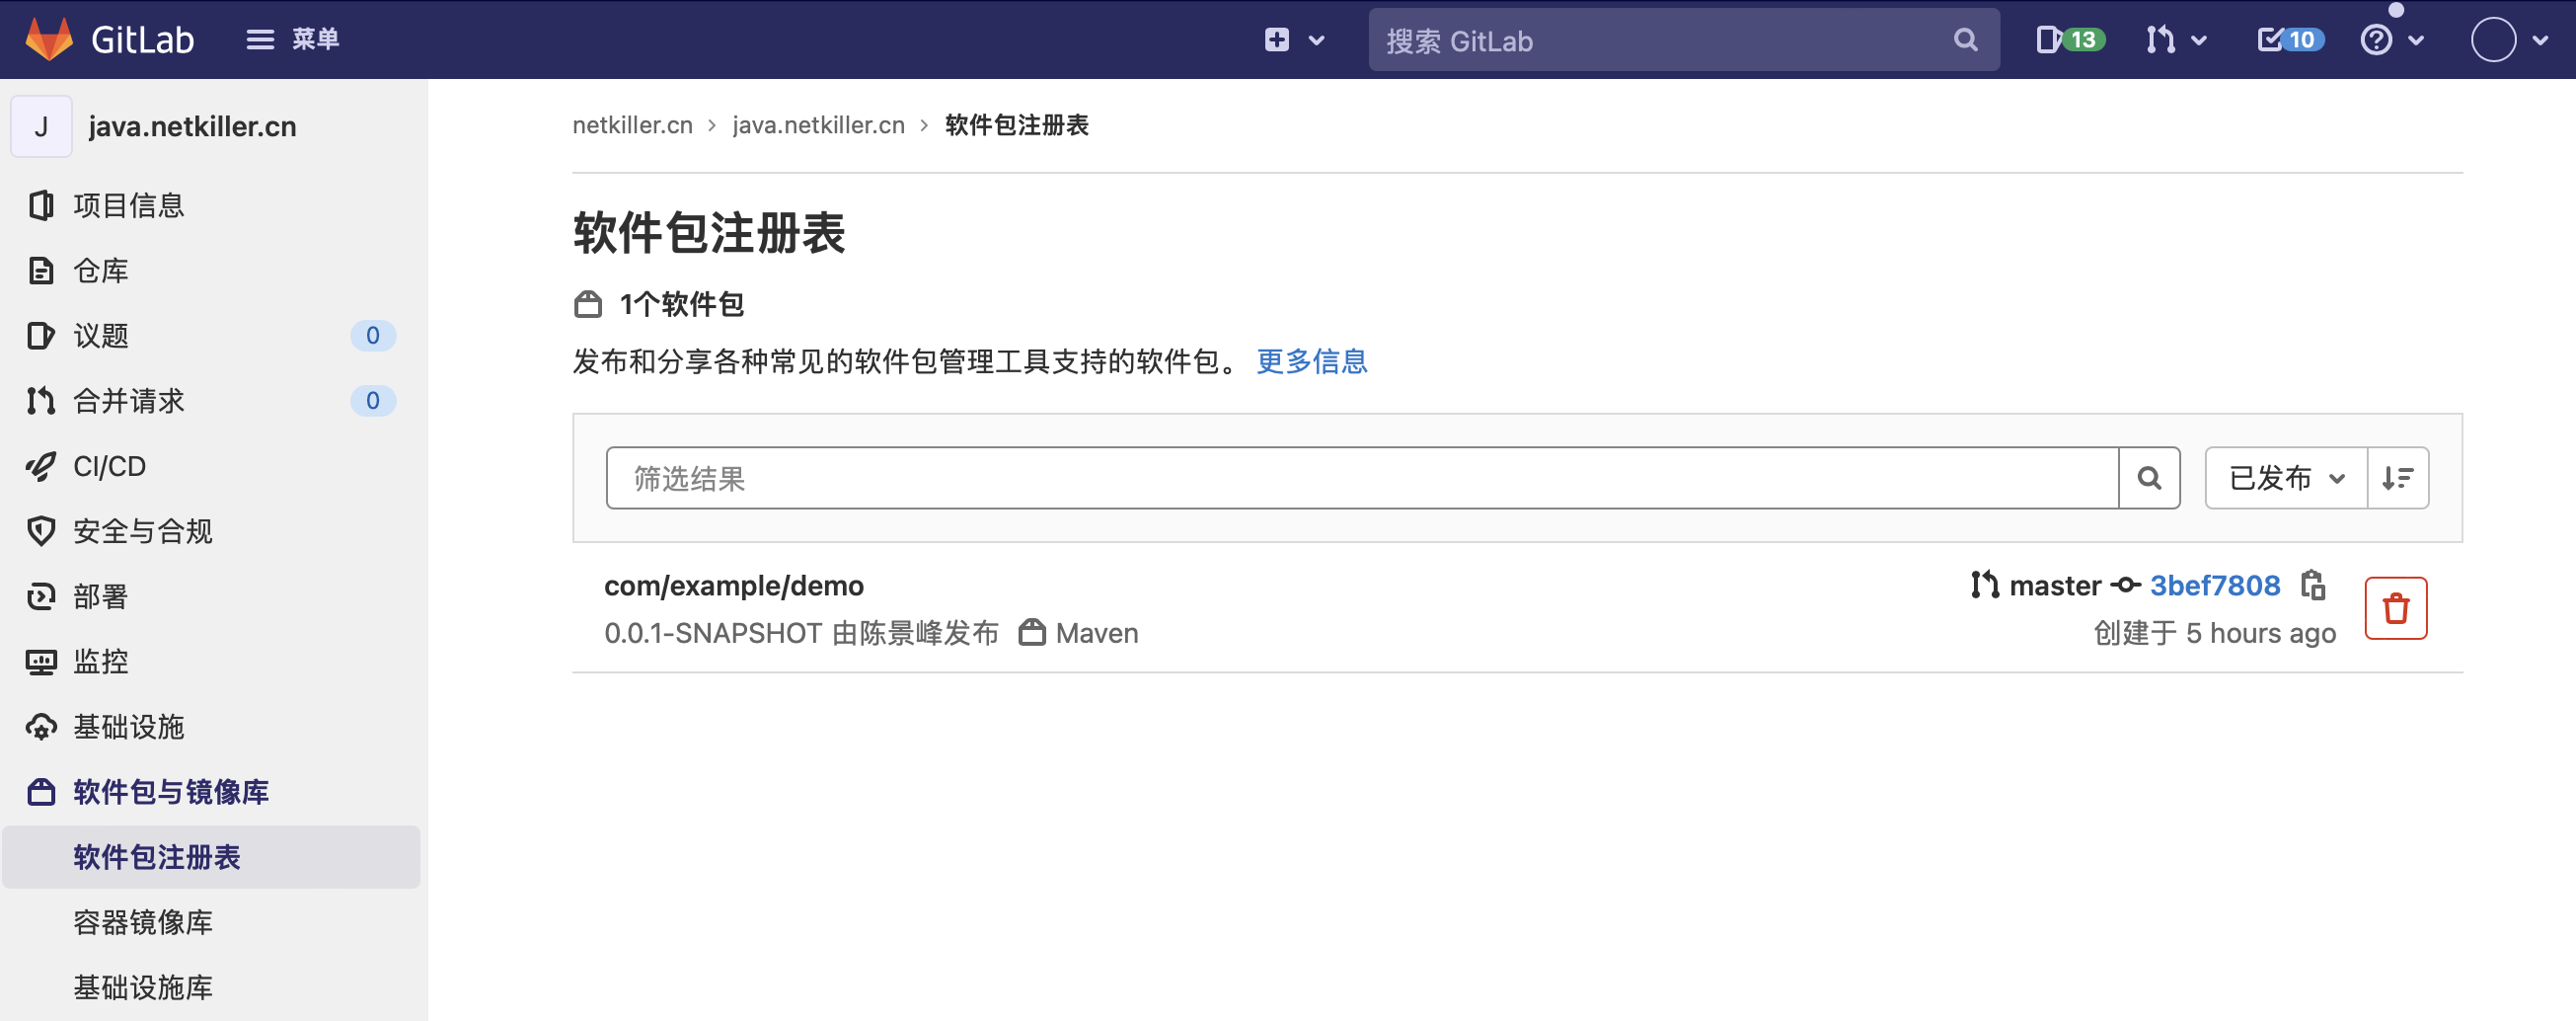 GitLab 菜单 搜索 GitLab 13 10
J java.netkiller.cn
项目信息
仓库
议题 0
合并请求 0
CI/CD
安全与合规
部署
监控
基础设施
软件包与镜像库
软件包注册表
容器镜像库
基础设施库
netkiller.cn › java.netkiller.cn › 软件包注册表
软件包注册表
1个软件包
发布和分享各种常见的软件包管理工具支持的软件包。 更多信息
筛选结果 已发布
com/example/demo master 3bef7808
0.0.1-SNAPSHOT 由陈景峰发布 Maven 创建于 5 hours ago